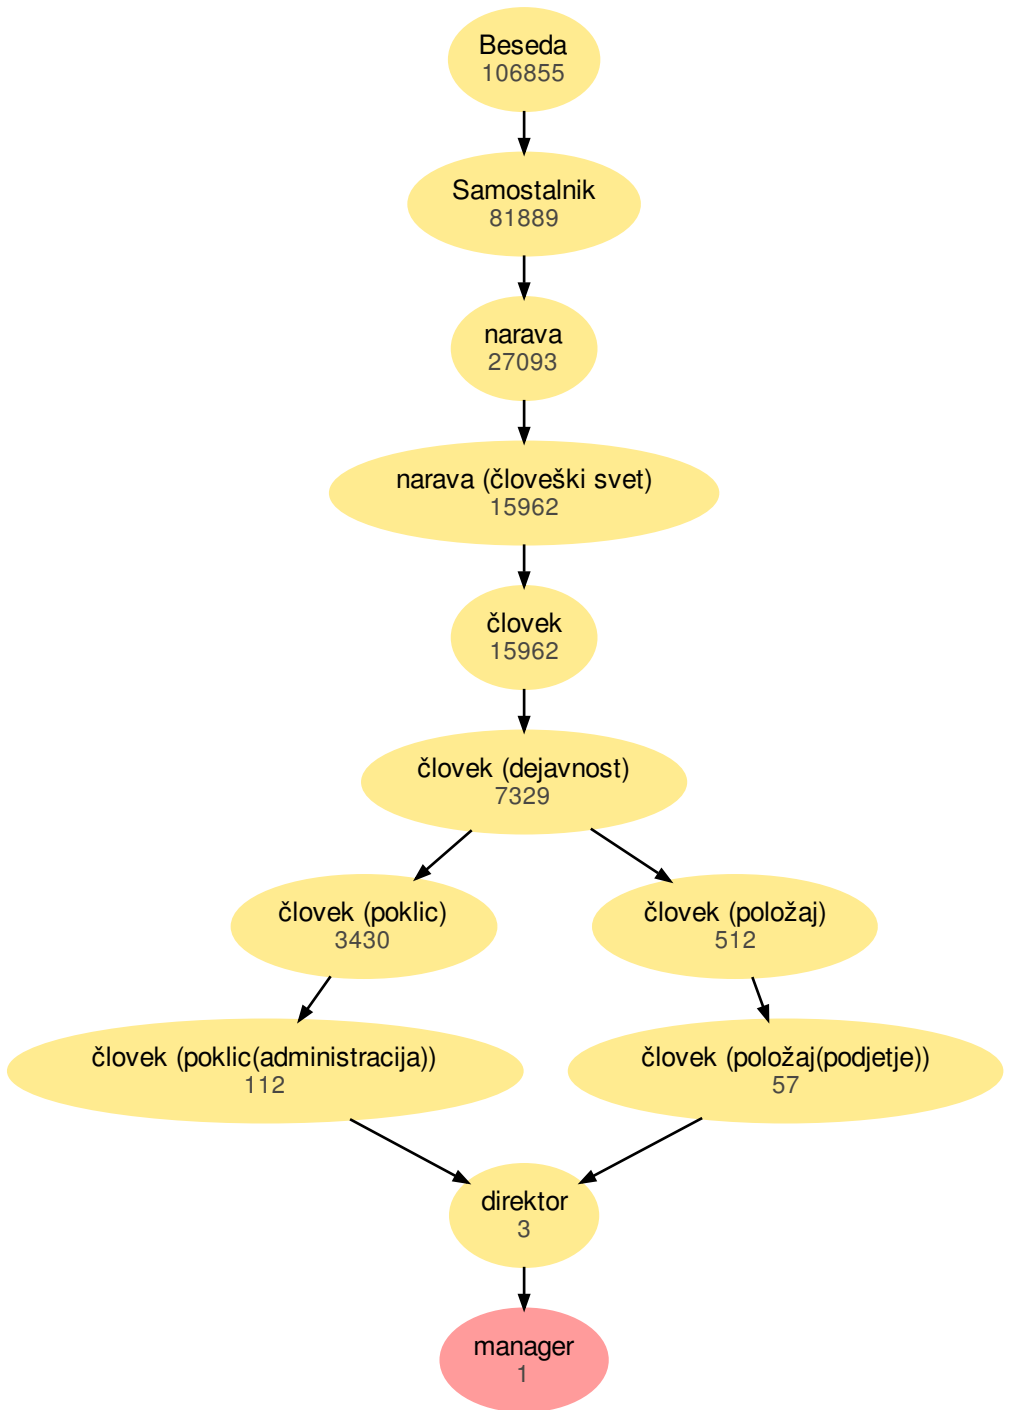 Beseda
106855
Samostalnik
81889
narava
27093
narava (človeški svet)
15962
človek
15962
človek (dejavnost)
7329
človek (poklic)
3430
človek (položaj)
512
človek (poklic(administracija))
112
človek (položaj(podjetje))
57
direktor
3
manager
1